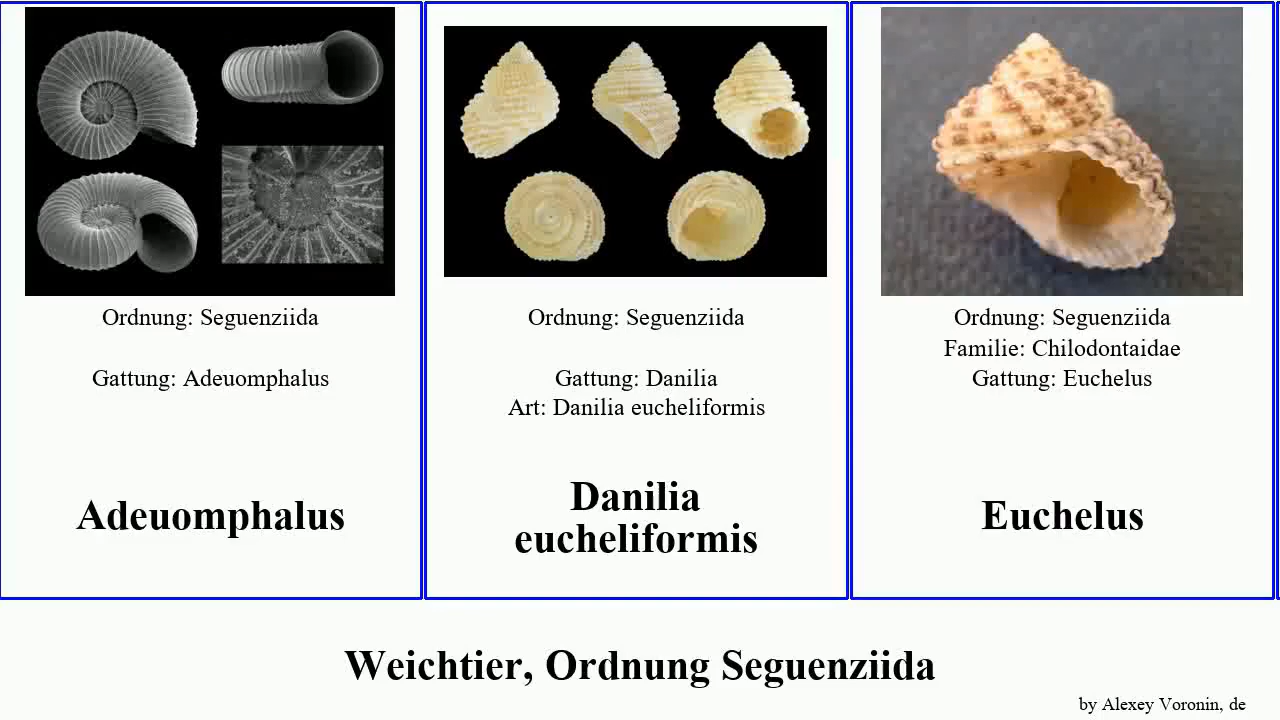 Ordnung: Seguenziida
Gattung: Adeuomphalus
Adeuomphalus
Ordnung: Seguenziida
Gattung: Danilia
Art: Danilia eucheliformis
Danilia
eucheliformis
Ordnung: Seguenziida
Familie: Chilodontaidae
Gattung: Euchelus
Euchelus
Weichtier, Ordnung Seguenziida
by Alexey Voronin, de